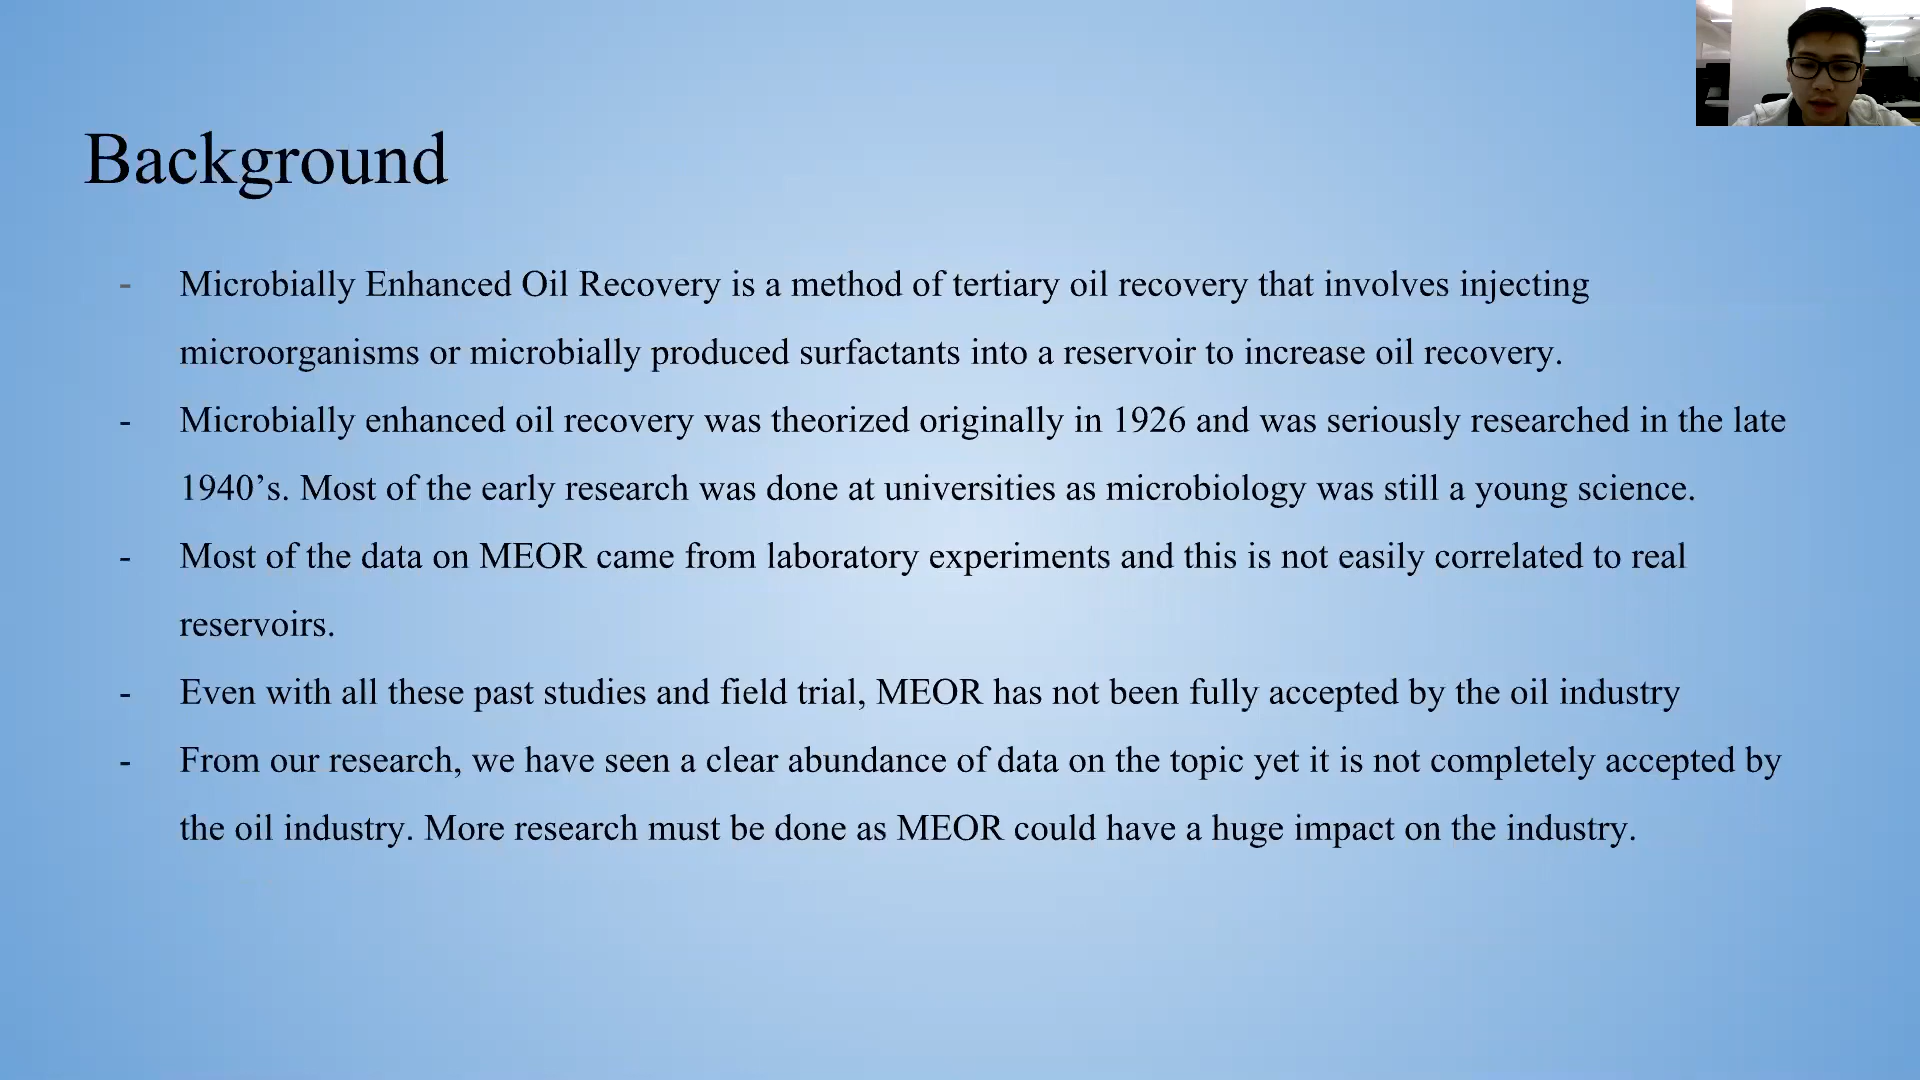 Background
- Microbially Enhanced Oil Recovery is a method of tertiary oil recovery that involves injecting
microorganisms or microbially produced surfactants into a reservoir to increase oil recovery.
- Microbially enhanced oil recovery was theorized originally in 1926 and was seriously researched in the late
1940’s. Most of the early research was done at universities as microbiology was still a young science.
- Most of the data on MEOR came from laboratory experiments and this is not easily correlated to real
reservoirs.
- Even with all these past studies and field trial, MEOR has not been fully accepted by the oil industry
- From our research, we have seen a clear abundance of data on the topic yet it is not completely accepted by
the oil industry. More research must be done as MEOR could have a huge impact on the industry.